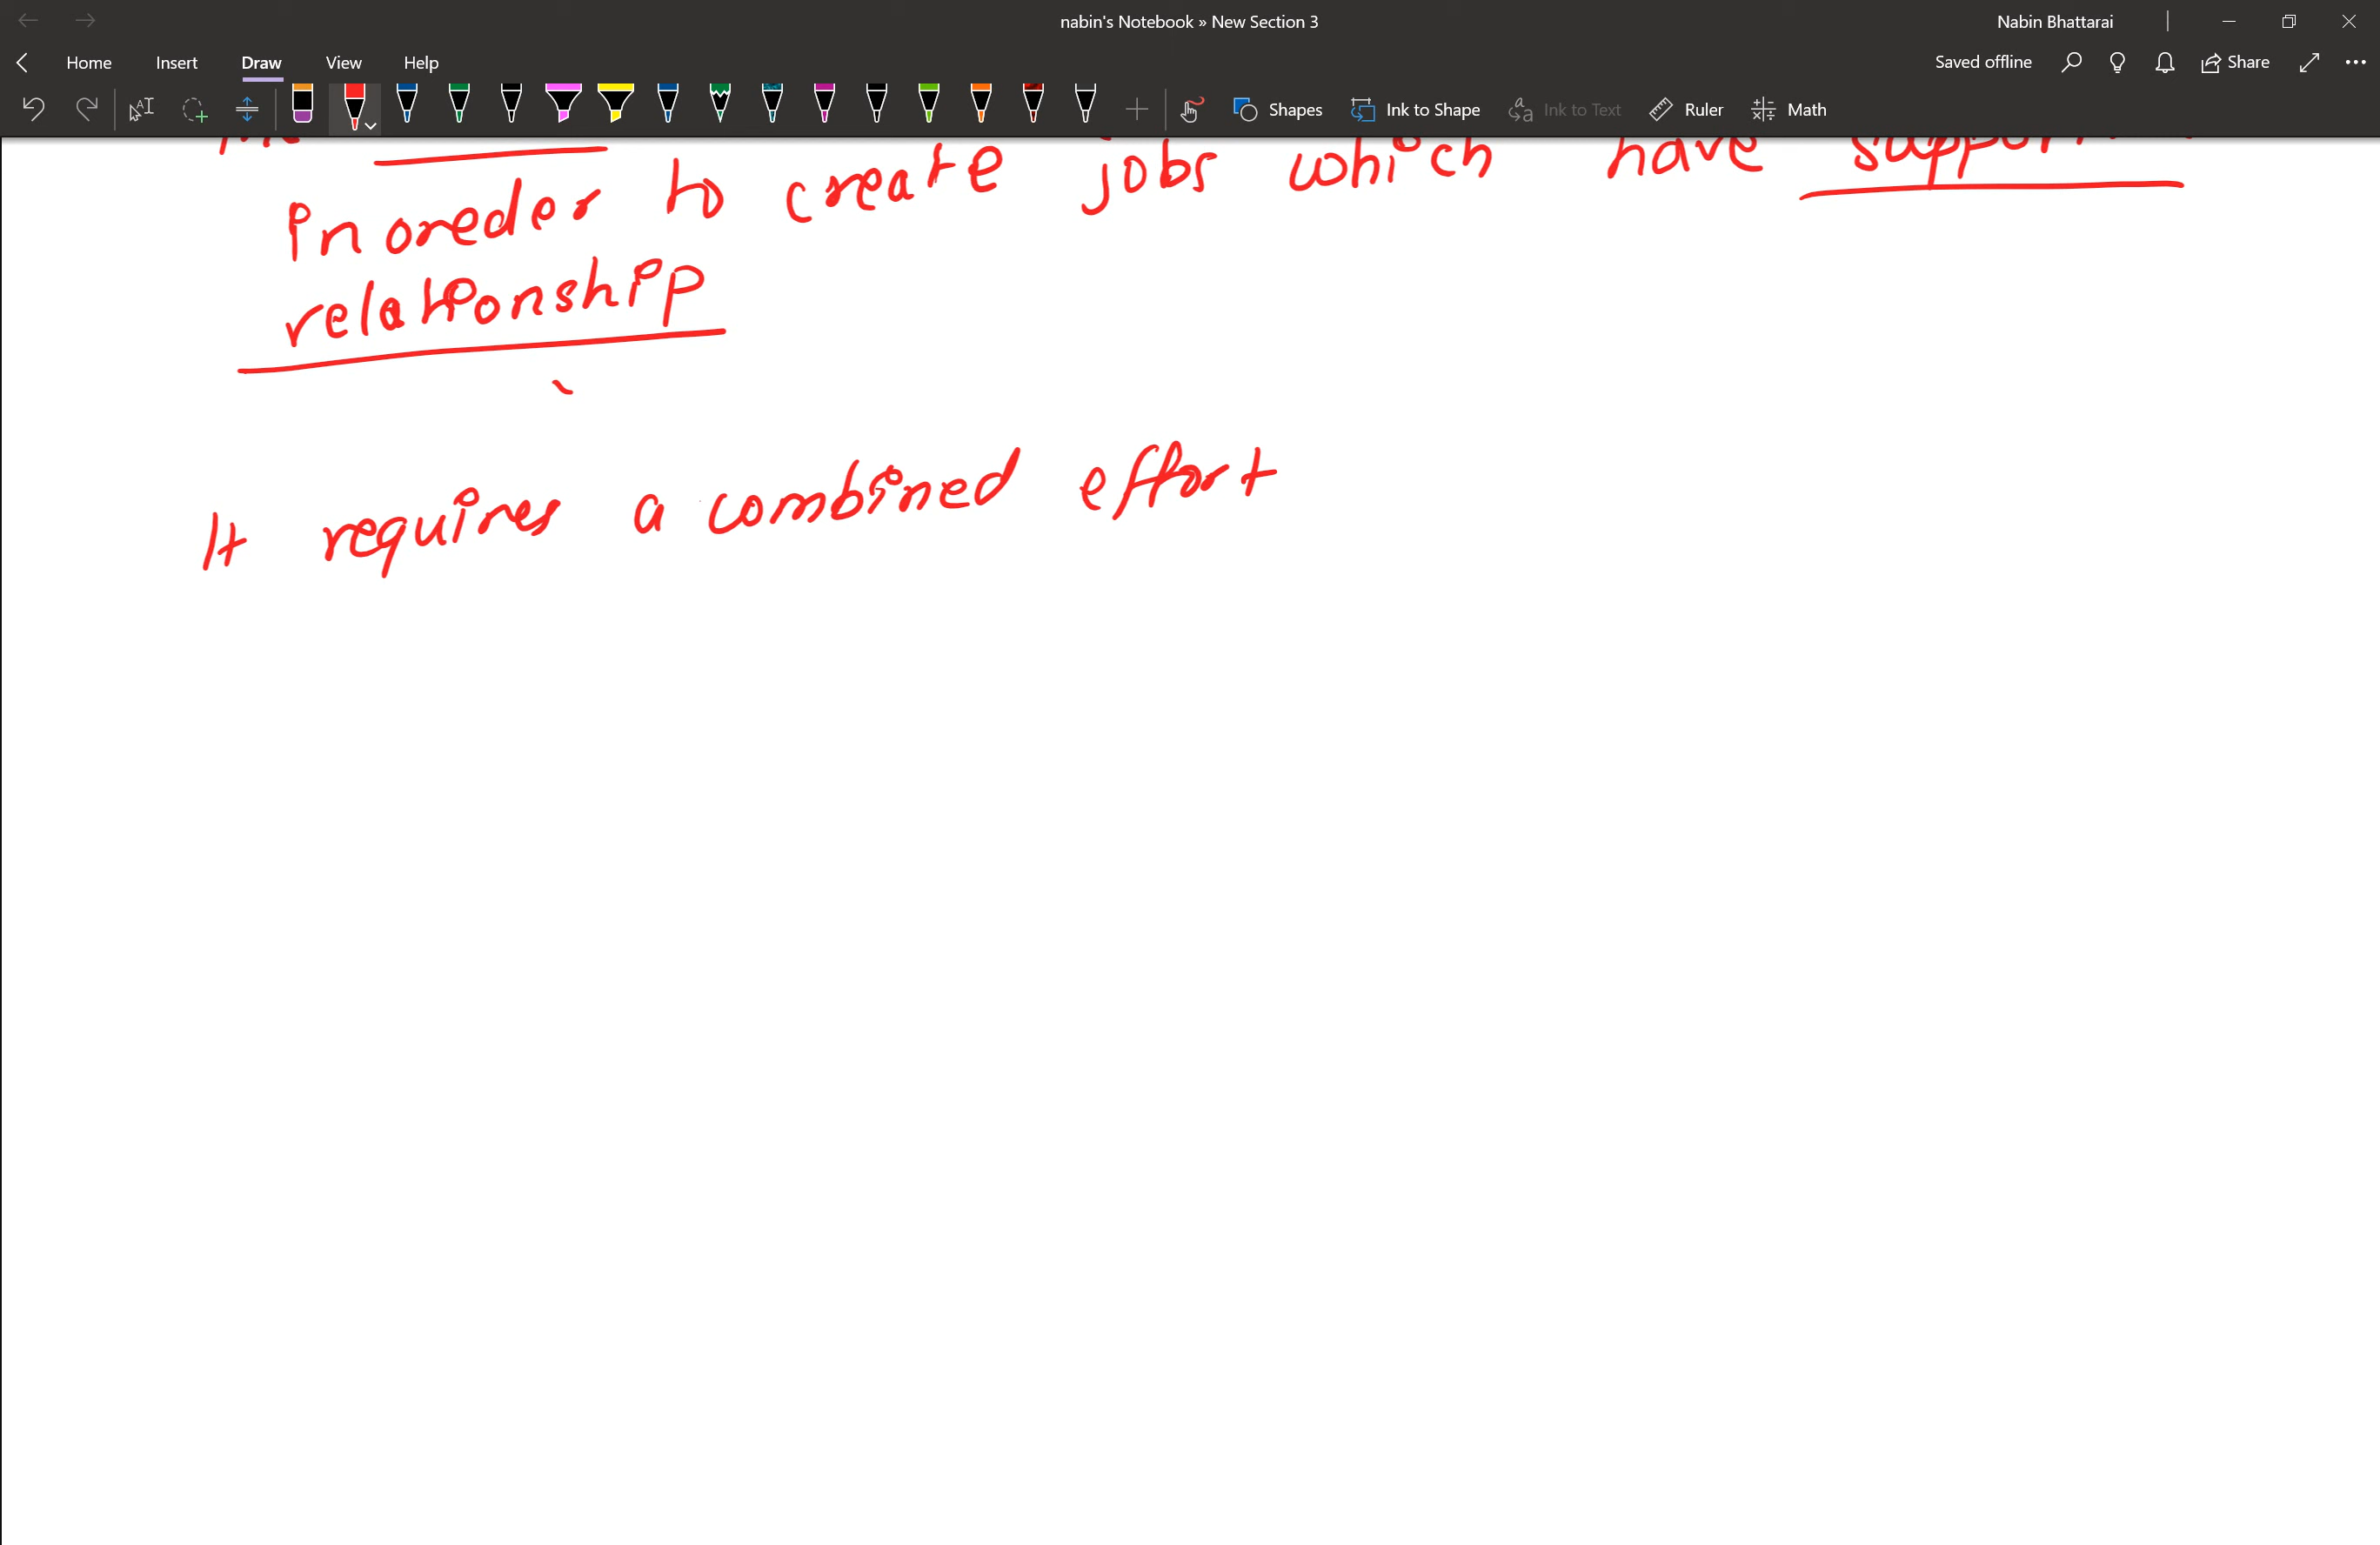 nabin's Notebook » New Section 3
Nabin Bhattarai
Home Insert Draw View Help
Saved offline
Share
Shapes Ink to Shape Ink to Text Ruler Math
in oreder to create jobs which have
relationship
It requires a combined effort